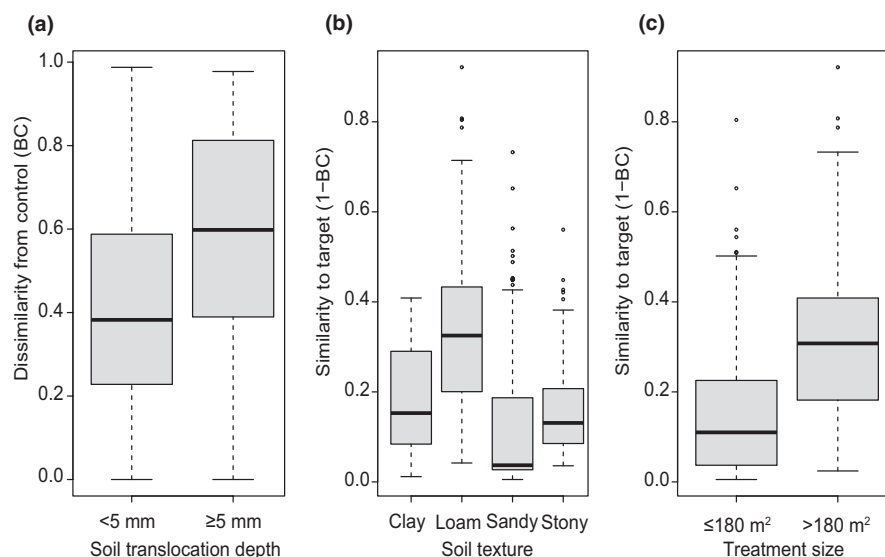 (a)
Dissimilarity from control (BC)
1.0
0.8
0.6
0.4
0.2
0.0
<5 mm ≥5 mm
Soil translocation depth
(b)
Similarity to target (1−BC)
0.8
0.6
0.4
0.2
0.0
Clay Loam Sandy Stony
Soil texture
(c)
Similarity to target (1−BC)
0.8
0.6
0.4
0.2
0.0
≤180 m² >180 m²
Treatment size